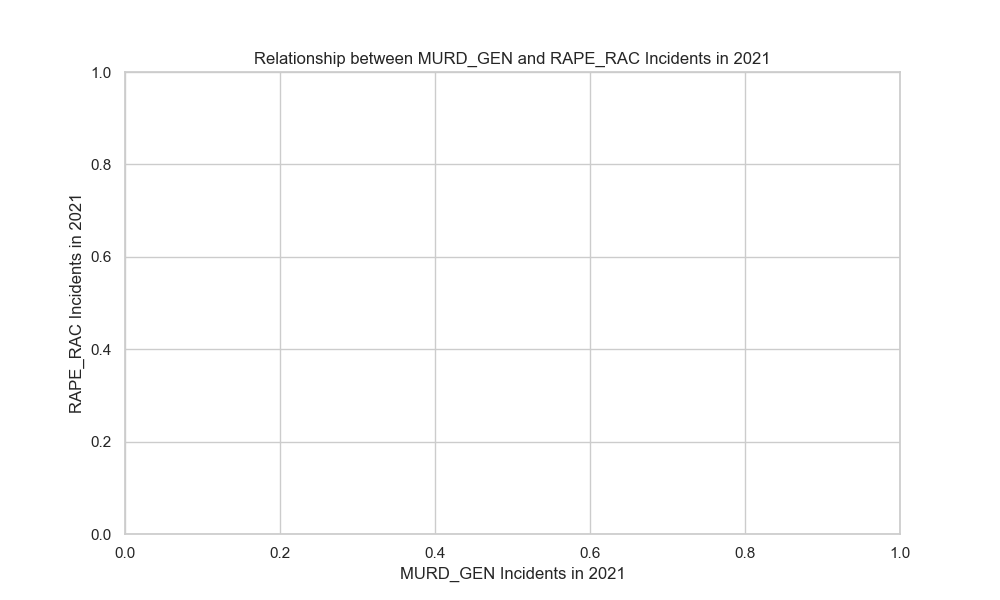 Relationship between MURD_GEN and RAPE_RAC Incidents in 2021
1.0
0.8
0.6
0.4
0.2
0.0
RAPE_RAC Incidents in 2021
0.0 0.2 0.4 0.6 0.8 1.0
MURD_GEN Incidents in 2021